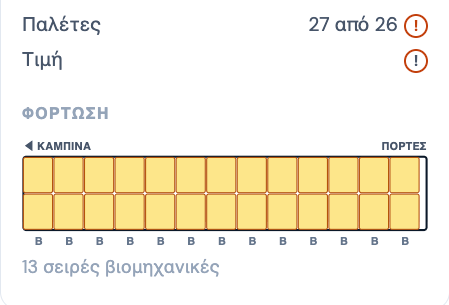 Παλέτες 27 από 26 !
Τιμή !
ΦΟΡΤΩΣΗ
◀ ΚΑΜΠΙΝΑ ΠΟΡΤΕΣ
B B B B B B B B B B B B B
13 σειρές βιομηχανικές